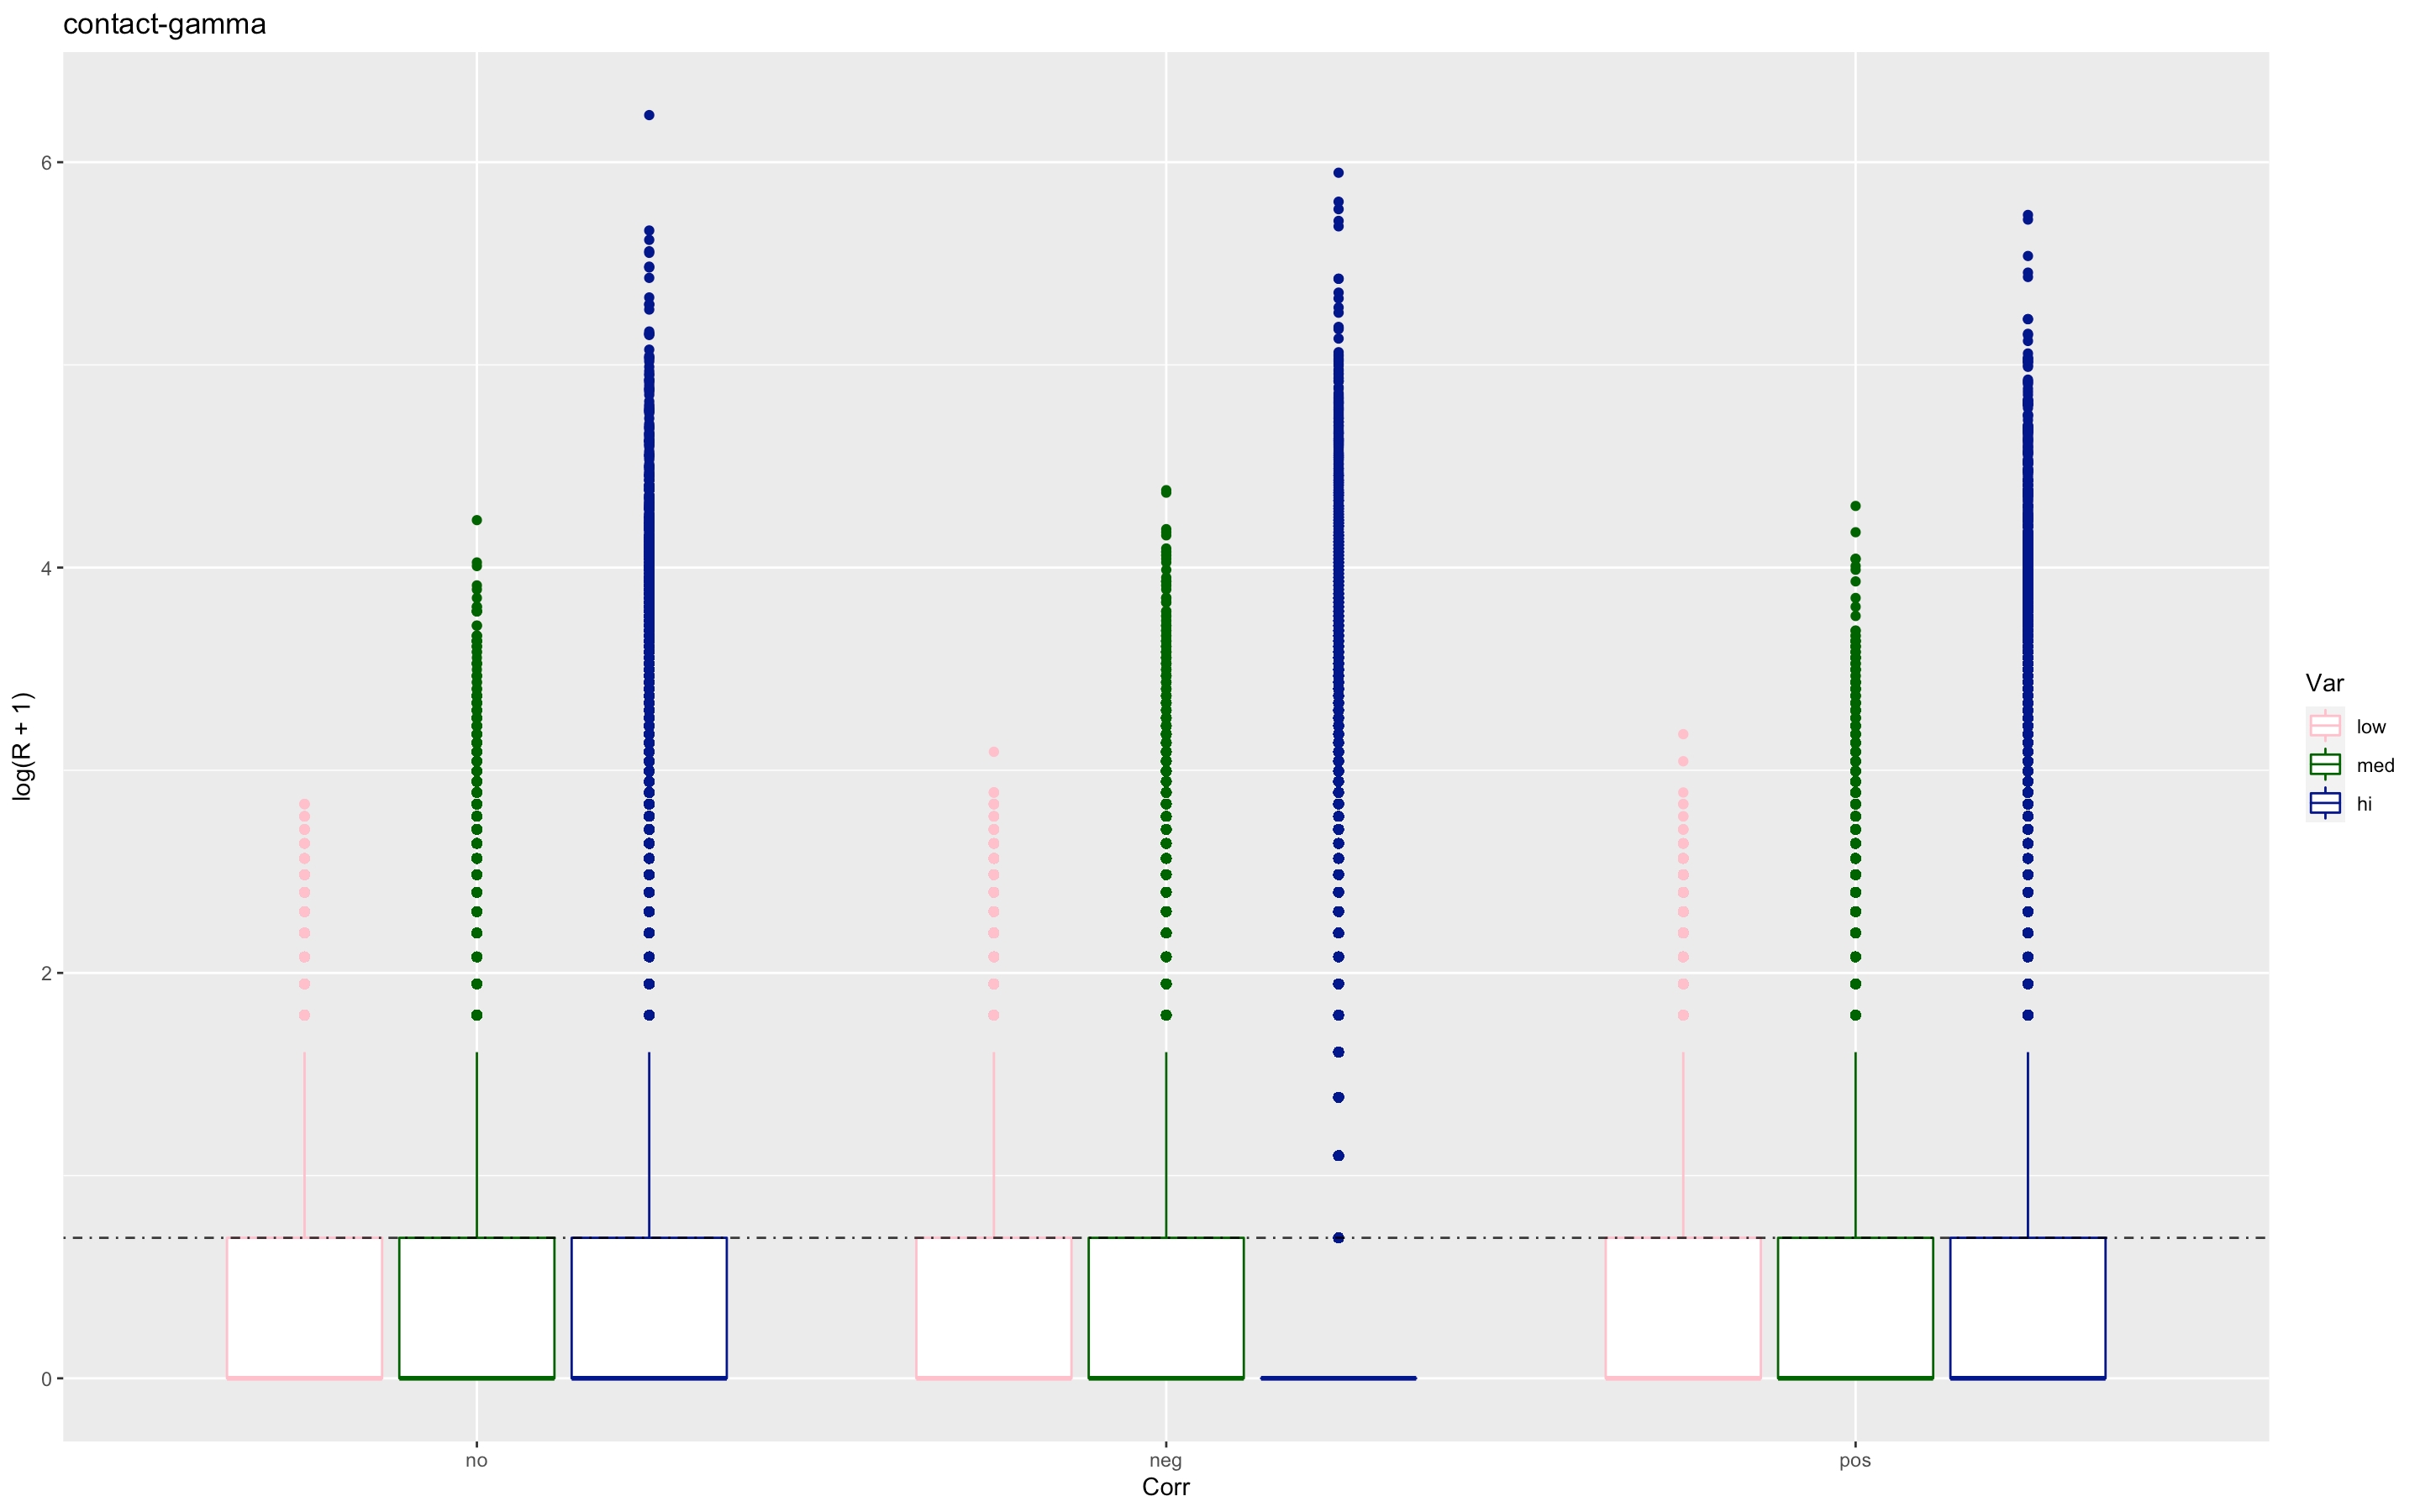 contact-gamma
6
4
2
0
log(R + 1)
no
neg
pos
Corr
Var
low
med
hi